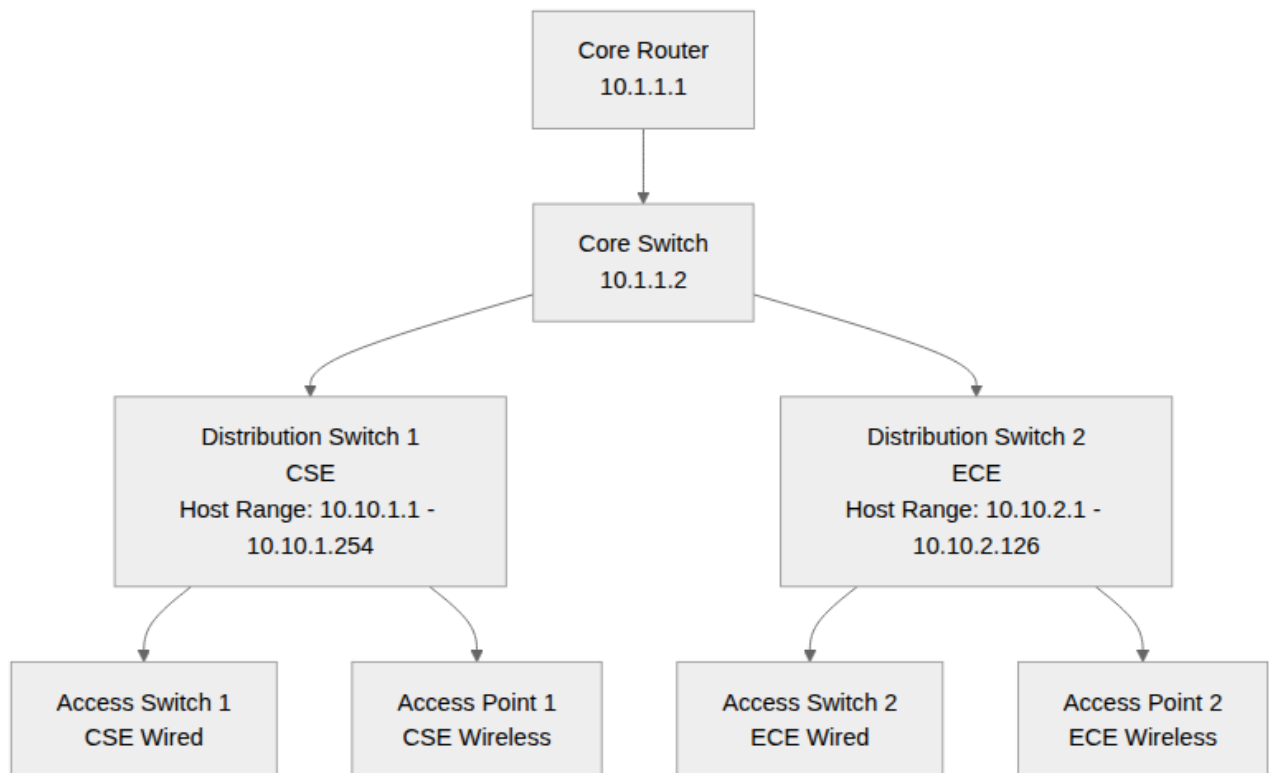 Core Router
10.1.1.1
Core Switch
10.1.1.2
Distribution Switch 1
CSE
Host Range: 10.10.1.1 -
10.10.1.254
Distribution Switch 2
ECE
Host Range: 10.10.2.1 -
10.10.2.126
Access Switch 1
CSE Wired
Access Point 1
CSE Wireless
Access Switch 2
ECE Wired
Access Point 2
ECE Wireless